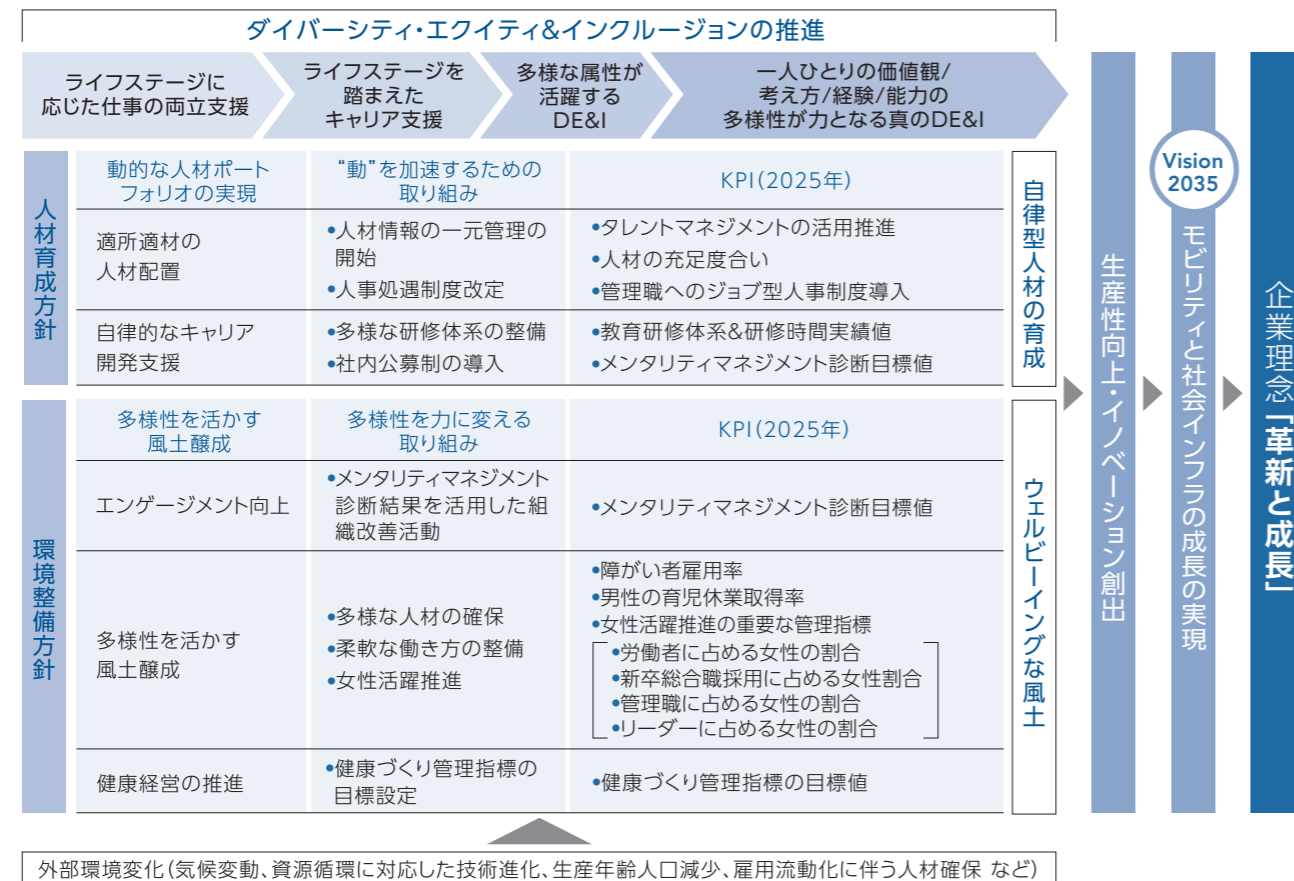 ダイバーシティ・エクイティ&インクルージョンの推進
ライフステージに
応じた仕事の両立支援
ライフステージを
踏まえた
キャリア支援
多様な属性が
活躍する
DE&I
一人ひとりの価値観/
考え方/経験/能力の
多様性が力となる真のDE&I
人材育成方針
動的な人材ポート
フォリオの実現
“動”を加速するための
取り組み
KPI(2025年)
適所適材の
人材配置
•人材情報の一元管理の
開始
•人事処遇制度改定
•タレントマネジメントの活用推進
•人材の充足度合い
•管理職へのジョブ型人事制度導入
自律的なキャリア
開発支援
•多様な研修体系の整備
•社内公募制の導入
•教育研修体系&研修時間実績値
•メンタリティマネジメント診断目標値
自律型人材の育成
環境整備方針
多様性を活かす
風土醸成
多様性を力に変える
取り組み
KPI(2025年)
エンゲージメント向上
•メンタリティマネジメント
診断結果を活用した組
織改善活動
•メンタリティマネジメント診断目標値
多様性を活かす
風土醸成
•多様な人材の確保
•柔軟な働き方の整備
•女性活躍推進
•障がい者雇用率
•男性の育児休業取得率
•女性活躍推進の重要な管理指標
•労働者に占める女性の割合
•新卒総合職採用に占める女性割合
•管理職に占める女性の割合
•リーダーに占める女性の割合
健康経営の推進
•健康づくり管理指標の
目標設定
•健康づくり管理指標の目標値
ウェルビーイングな風土
生産性向上・イノベーション創出
Vision
2035
モビリティと社会インフラの成長の実現
企業理念「革新と成長」
外部環境変化(気候変動、資源循環に対応した技術進化、生産年齢人口減少、雇用流動化に伴う人材確保 など)